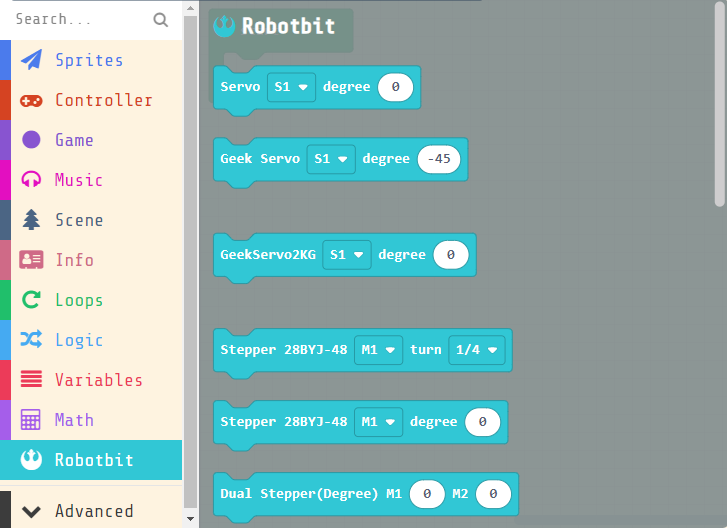 Search...
Sprites
Controller
Game
Music
Scene
Info
Loops
Logic
Variables
Math
Robotbit
Advanced
Robotbit
Servo S1 degree 0
Geek Servo S1 degree -45
GeekServo2KG S1 degree 0
Stepper 28BYJ-48 M1 turn 1/4
Stepper 28BYJ-48 M1 degree 0
Dual Stepper(Degree) M1 0 M2 0